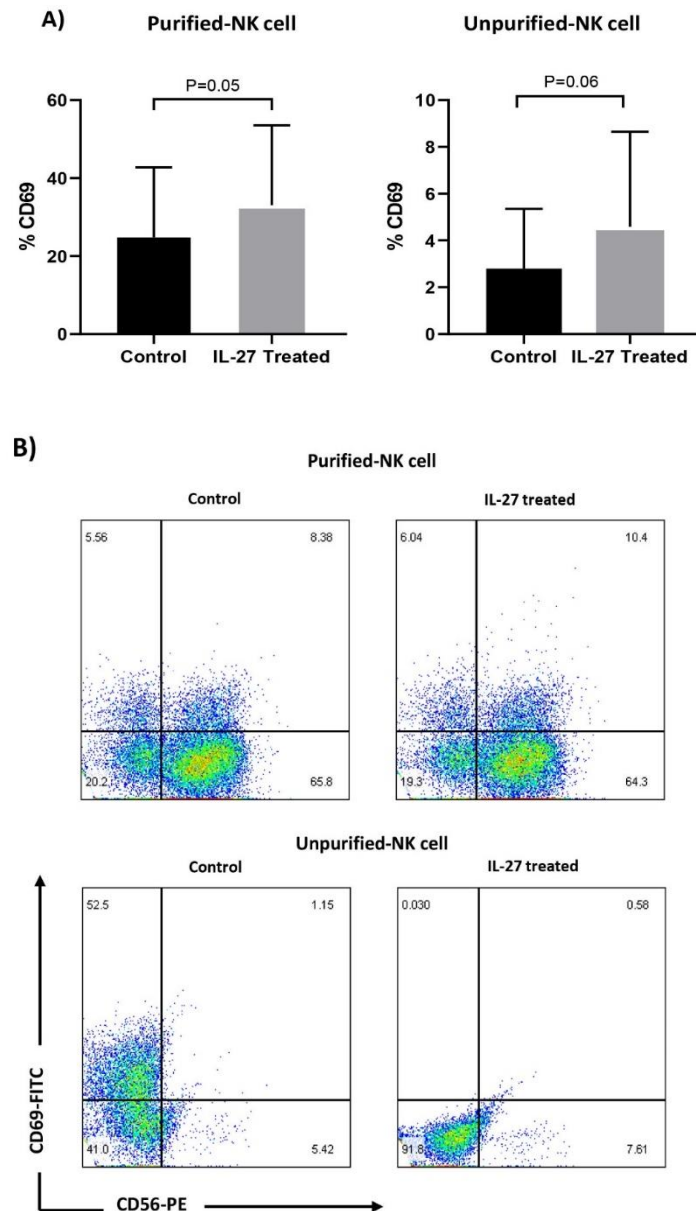 A)
Purified-NK cell
Unpurified-NK cell
P=0.05
P=0.06
% CD69
60
40
20
0
Control
IL-27 Treated
% CD69
10
8
6
4
2
0
Control
IL-27 Treated
B)
Purified-NK cell
Control
IL-27 treated
5.56
8.38
20.2
65.8
6.04
10.4
19.3
64.3
Unpurified-NK cell
Control
IL-27 treated
52.5
1.15
41.0
5.42
0.030
0.58
91.8
7.61
CD69-FITC
CD56-PE